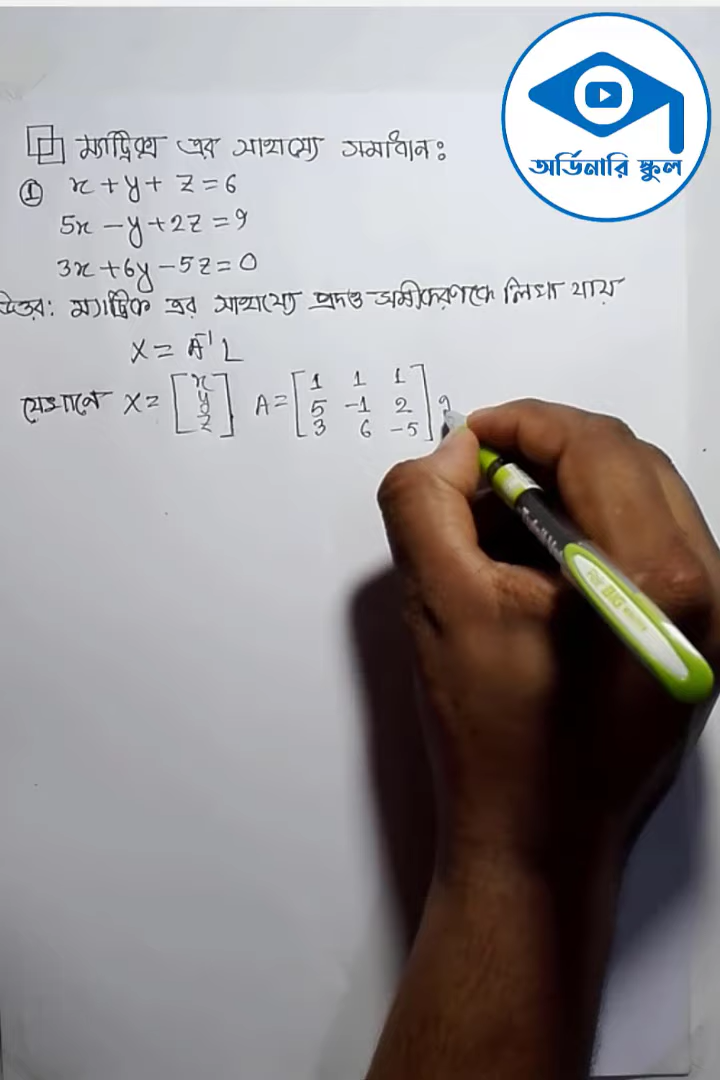 অর্ডিনারি স্কুল
ম্যাট্রিক্স এর সাহায্যে সমাধান:
① x + y + z = 6
5x - y + 2z = 9
3x + 6y - 5z = 0
উত্তর: ম্যাট্রিক্স এর সাহায্যে প্রদত্ত সমীকরণকে লিখা যায়
X = A⁻¹ L
যেখানে X = [x y z] A = [1 1 1
5 -1 2
3 6 -5]